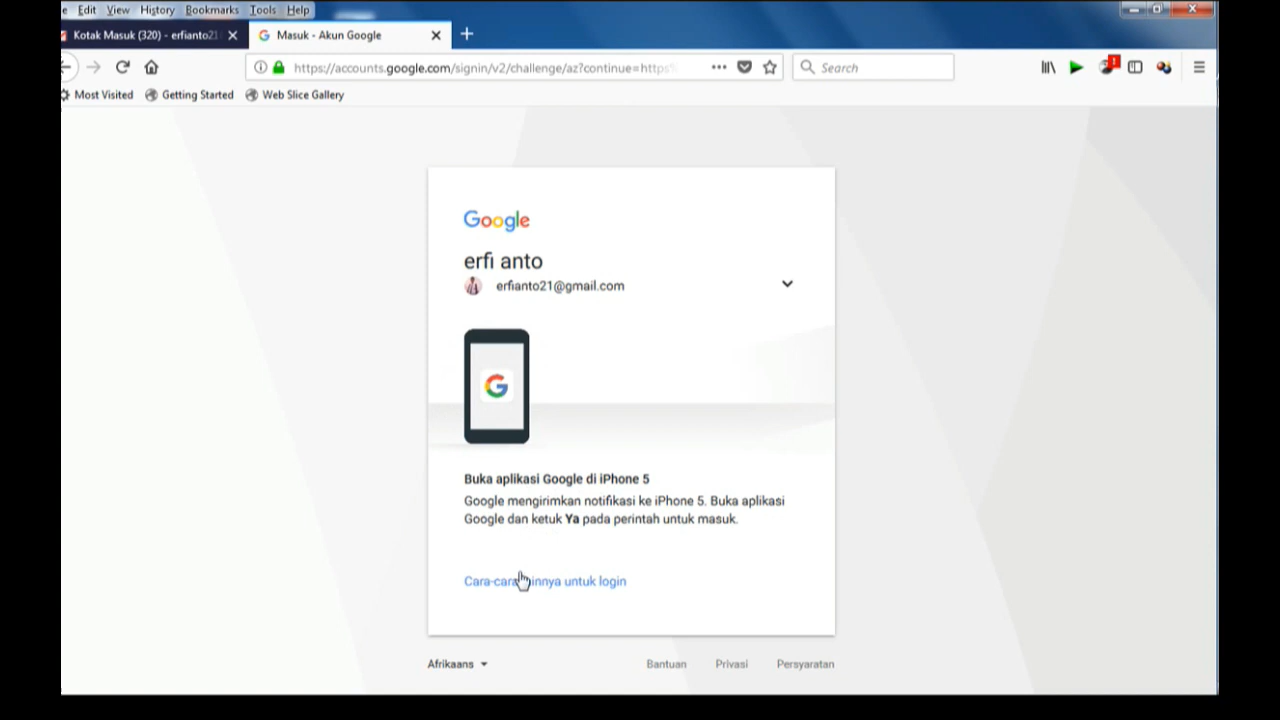 Edit View History Bookmarks Tools Help
Kotak Masuk (320) - erfianto21
Masuk - Akun Google
https://accounts.google.com/signin/v2/challenge/az?continue=https
Search
1
Most Visited Getting Started Web Slice Gallery
Google
erfi anto
erfianto21@gmail.com
G
Buka aplikasi Google di iPhone 5
Google mengirimkan notifikasi ke iPhone 5. Buka aplikasi
Google dan ketuk Ya pada perintah untuk masuk.
untuk login
Afrikaans Bantuan Privasi Persyaratan